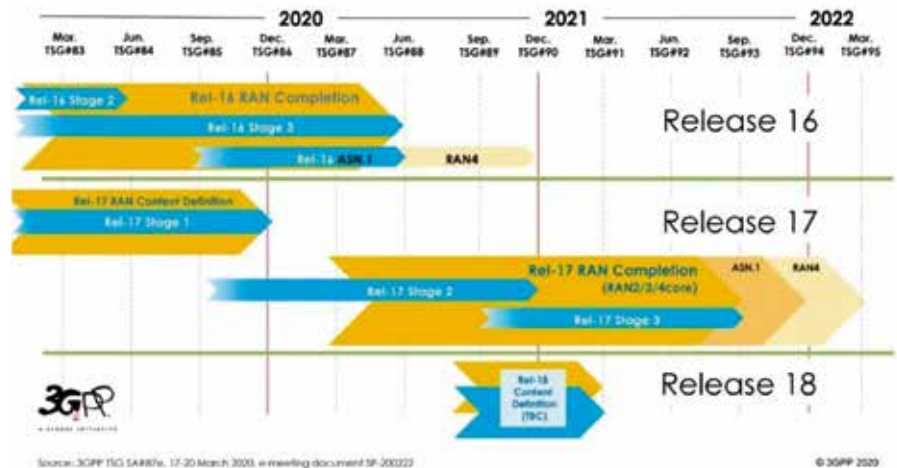 2020 2021 2022
Mar. Jun. Sep. Dec. Mar. Jun. Sep. Dec. Mar. Jun. Sep. Dec. Mar.
TSG#83 TSG#84 TSG#85 TSG#86 TSG#87 TSG#88 TSG#89 TSG#90 TSG#91 TSG#92 TSG#93 TSG#94 TSG#95
Rel-16 Stage 2
Rel-16 RAN Completion
Rel-16 Stage 3
Rel-16 ASN.1
RAN4
Release 16
Rel-17 RAN Content Definition
Rel-17 Stage 1
Release 17
Rel-17 RAN Completion
(RAN2/3/4core)
ASN.1
RAN4
Rel-17 Stage 2
Rel-17 Stage 3
Rel-18
Content
Definition
(TBC)
Release 18
3GPP
A GLOBAL INITIATIVE
Source: 3GPP TSG SA#87e, 17-20 March 2020, e-meeting document SP-200222
© 3GPP 2020